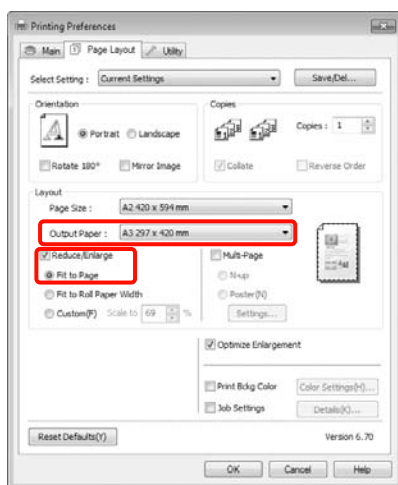 Printing Preferences
Main Page Layout Utility
Select Setting : Current Settings Save/Del...
Orientation Copies
Portrait Landscape Copies : 1
Rotate 180° Mirror Image Collate Reverse Order
Layout
Page Size : A2 420 x 594 mm
Output Paper : A3 297 x 420 mm
Reduce/Enlarge Multi-Page
Fit to Page N-up
Fit to Roll Paper Width Poster(N)
Custom(F) Scale to 69 % Settings...
Optimize Enlargement
Print Bckg Color Color Settings(H)...
Job Settings Details(K)...
Reset Defaults(Y) Version 6.70
OK Cancel Help